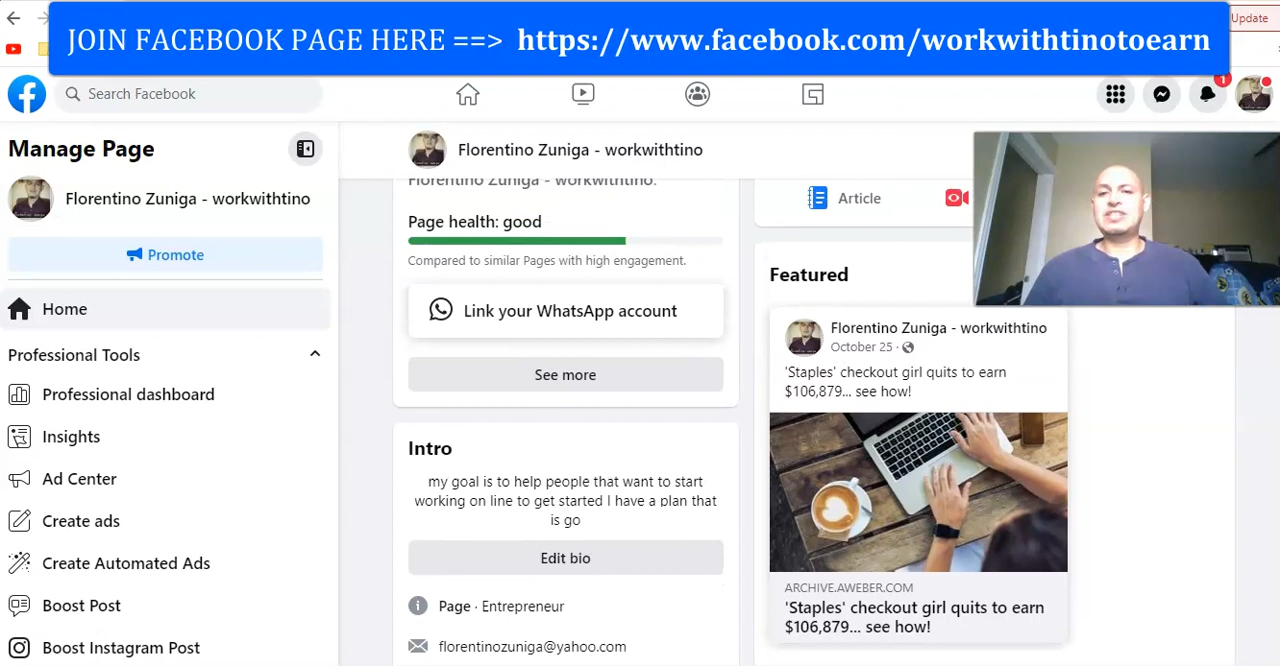 JOIN FACEBOOK PAGE HERE ==> https://www.facebook.com/workwithtinotoearn
Update
Search Facebook
1
Manage Page
Florentino Zuniga - workwithtino
Promote
Home
Professional Tools
Professional dashboard
Insights
Ad Center
Create ads
Create Automated Ads
Boost Post
Boost Instagram Post
Florentino Zuniga - workwithtino
Florentino Zuniga - workwithtino.
Page health: good
Compared to similar Pages with high engagement.
Link your WhatsApp account
See more
Intro
my goal is to help people that want to start
working on line to get started I have a plan that
is go
Edit bio
Page · Entrepreneur
florentinozuniga@yahoo.com
Article
Featured
Florentino Zuniga - workwithtino
October 25 ·
'Staples' checkout girl quits to earn
$106,879... see how!
ARCHIVE.AWEBER.COM
'Staples' checkout girl quits to earn
$106,879... see how!